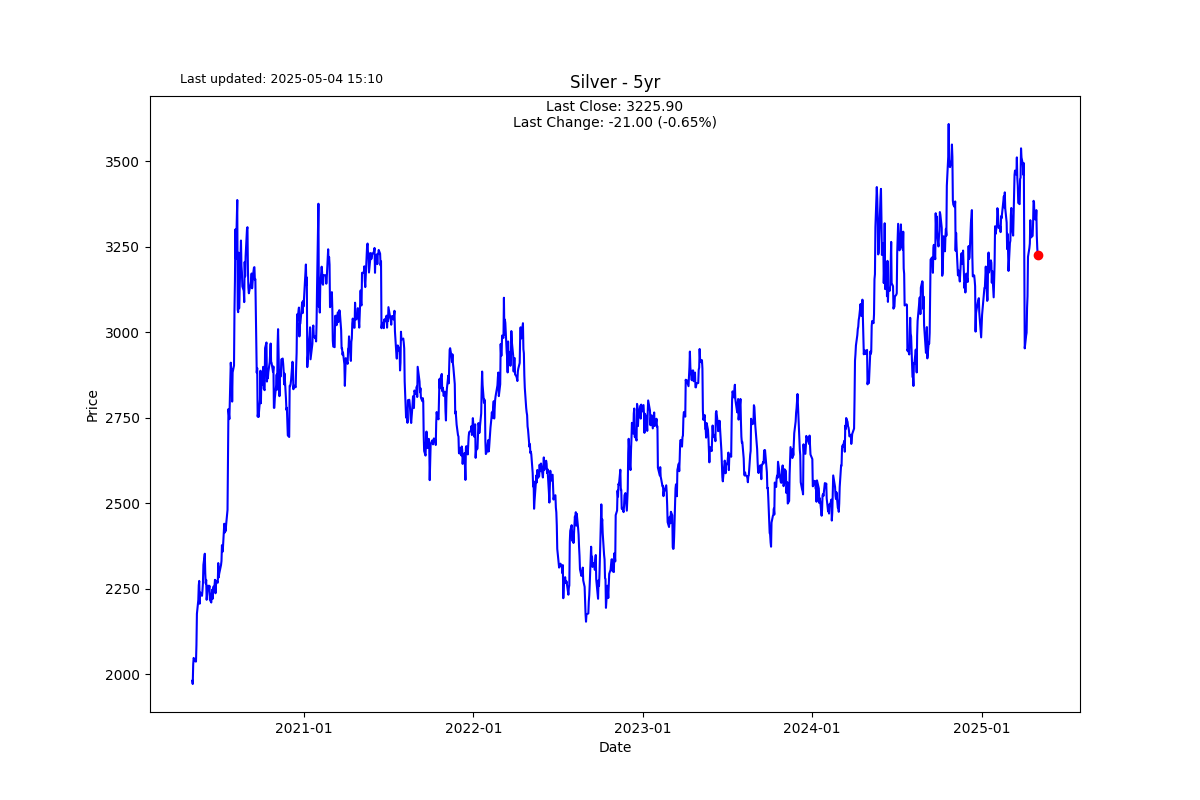 Last updated: 2025-05-04 15:10
Silver - 5yr
Last Close: 3225.90
Last Change: -21.00 (-0.65%)
Price
3500
3250
3000
2750
2500
2250
2000
2021-01
2022-01
2023-01
2024-01
2025-01
Date